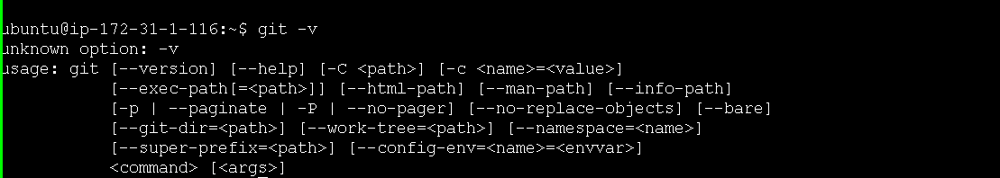 ubuntu@ip-172-31-1-116:~$ git -v
unknown option: -v
usage: git [--version] [--help] [-C <path>] [-c <name>=<value>]
           [--exec-path[=<path>]] [--html-path] [--man-path] [--info-path]
           [-p | --paginate | -P | --no-pager] [--no-replace-objects] [--bare]
           [--git-dir=<path>] [--work-tree=<path>] [--namespace=<name>]
           [--super-prefix=<path>] [--config-env=<name>=<envvar>]
           <command> [<args>]